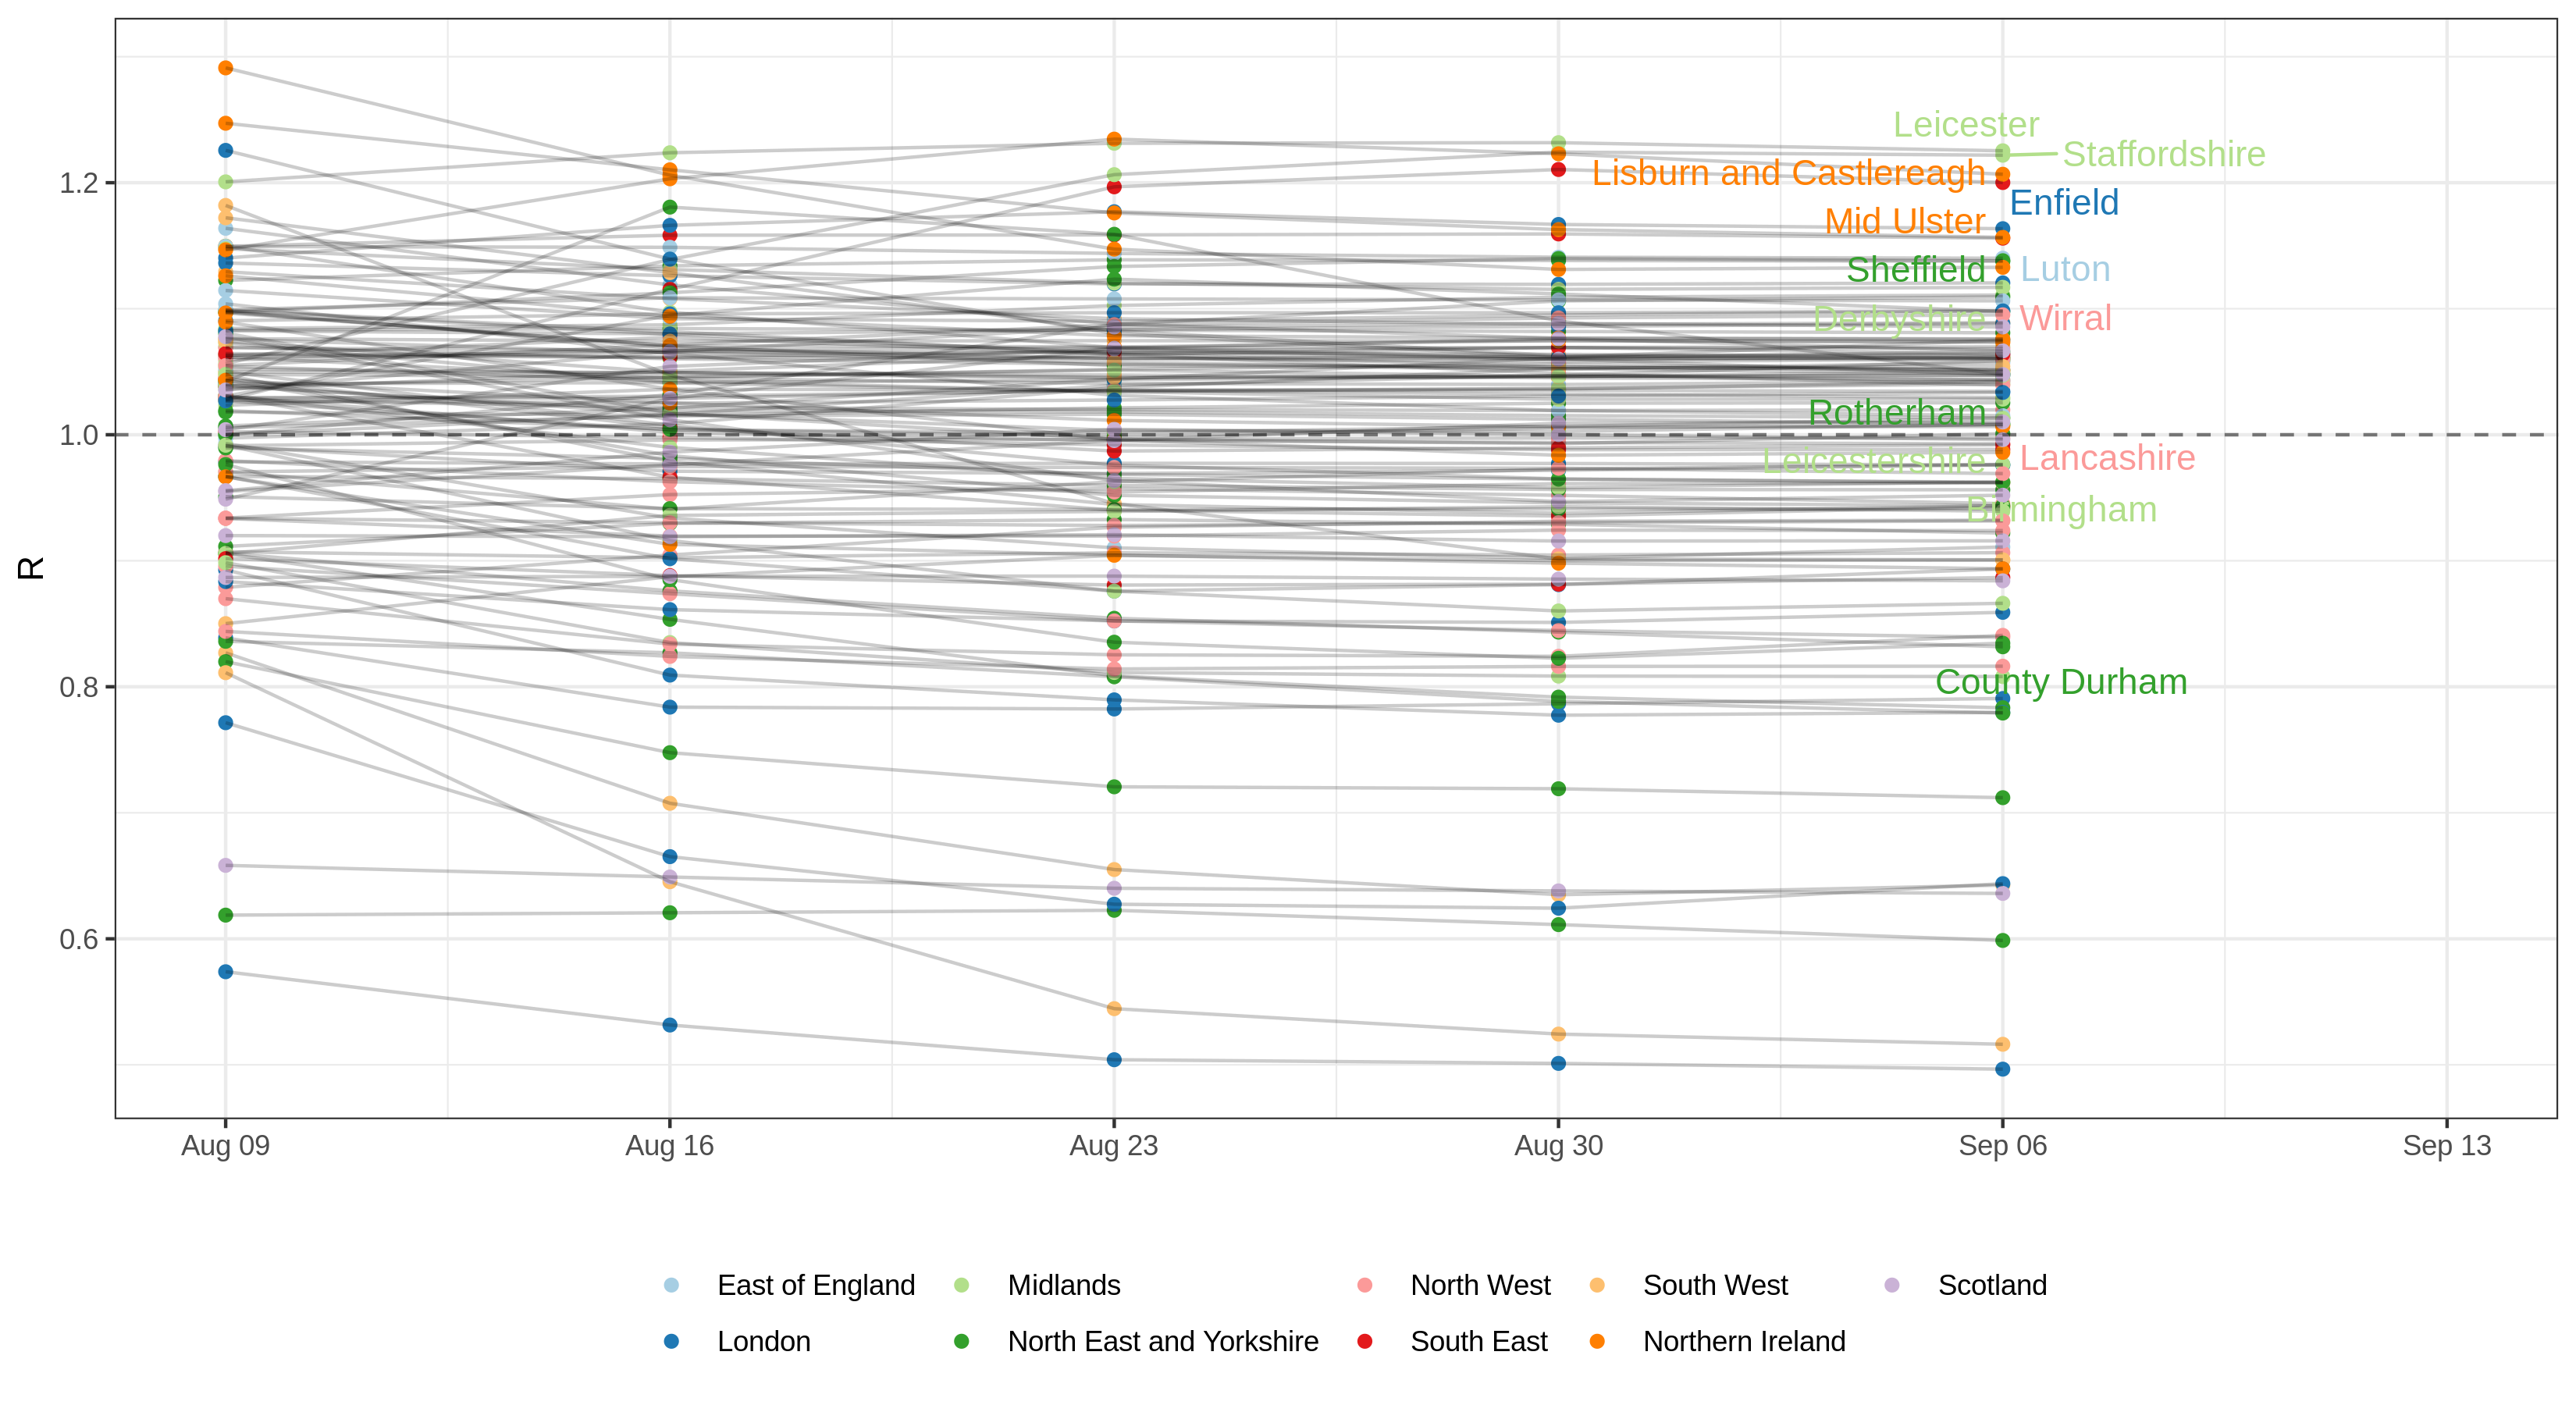 Leicester
Staffordshire
1.2
Lisburn and Castlereagh
Enfield
Mid Ulster
Sheffield
Luton
Derbyshire
Wirral
Rotherham
1.0
Leicestershire
Lancashire
Birmingham
R
0.8
County Durham
0.6
Aug 09 Aug 16 Aug 23 Aug 30 Sep 06 Sep 13
East of England Midlands North West South West Scotland
London North East and Yorkshire South East Northern Ireland